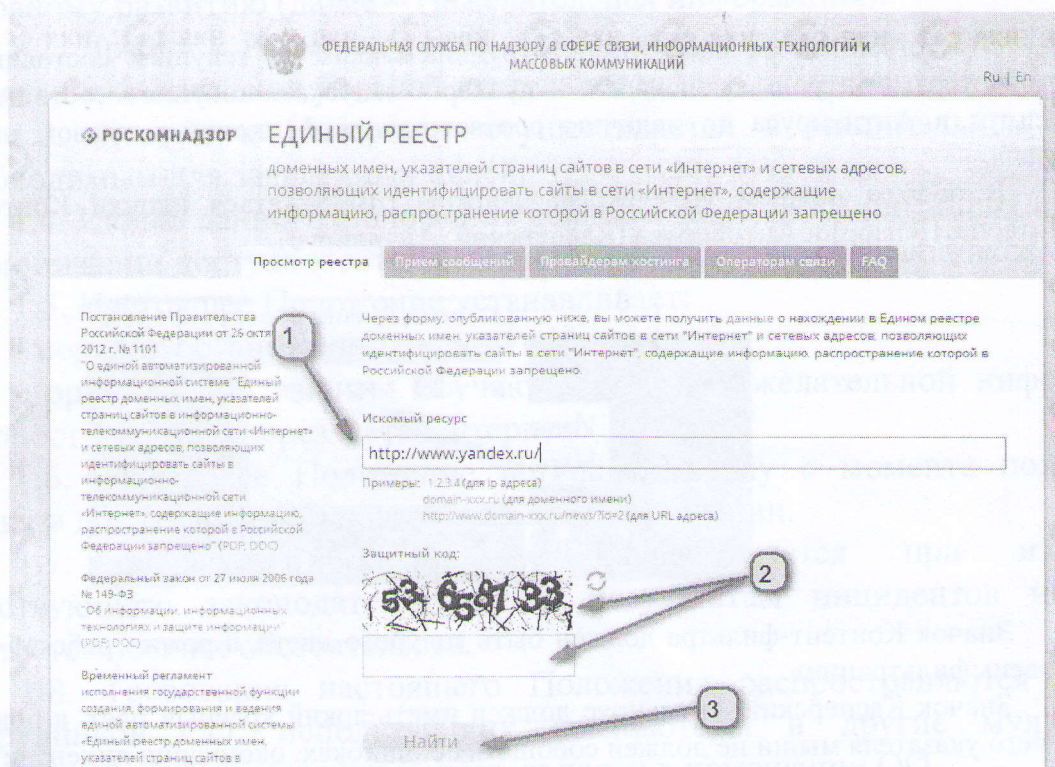 ФЕДЕРАЛЬНАЯ СЛУЖБА ПО НАДЗОРУ В СФЕРЕ СВЯЗИ, ИНФОРМАЦИОННЫХ ТЕХНОЛОГИЙ И
МАССОВЫХ КОММУНИКАЦИЙ
Ru | En
РОСКОМНАДЗОР
ЕДИНЫЙ РЕЕСТР
доменных имен, указателей страниц сайтов в сети «Интернет» и сетевых адресов,
позволяющих идентифицировать сайты в сети «Интернет», содержащие
информацию, распространение которой в Российской Федерации запрещено
Просмотр реестра
Прием сообщений
Провайдерам хостинга
Операторам связи
FAQ
Постановление Правительства
Российской Федерации от 26 октя
2012 г. № 1101
"О единой автоматизированной
информационной системе "Единый
реестр доменных имен, указателей
страниц сайтов в информационно-
телекоммуникационной сети «Интернет»
и сетевых адресов, позволяющих
идентифицировать сайты в
информационно-
телекоммуникационной сети
«Интернет», содержащие информацию,
распространение которой в Российской
Федерации запрещено" (PDF, DOC)
Федеральный закон от 27 июля 2006 года
№ 149-ФЗ
"Об информации, информационных
технологиях и защите информации"
(PDF, DOC)
Временный регламент
исполнения государственной функции
создания, формирования и ведения
единой автоматизированной системы
«Единый реестр доменных имен,
указателей страниц сайтов в
1
Через форму, опубликованную ниже, вы можете получить данные о нахождении в Едином реестре
доменных имен, указателей страниц сайтов в сети "Интернет" и сетевых адресов, позволяющих
идентифицировать сайты в сети "Интернет", содержащие информацию, распространение которой в
Российской Федерации запрещено.
Искомый ресурс
http://www.yandex.ru/
Примеры: 1.2.3.4 (для ip адреса)
domain-xxx.ru (для доменного имени)
http://www.domain-xxx.ru/news/?id=2 (для URL адреса)
Защитный код:
2
3
Найти